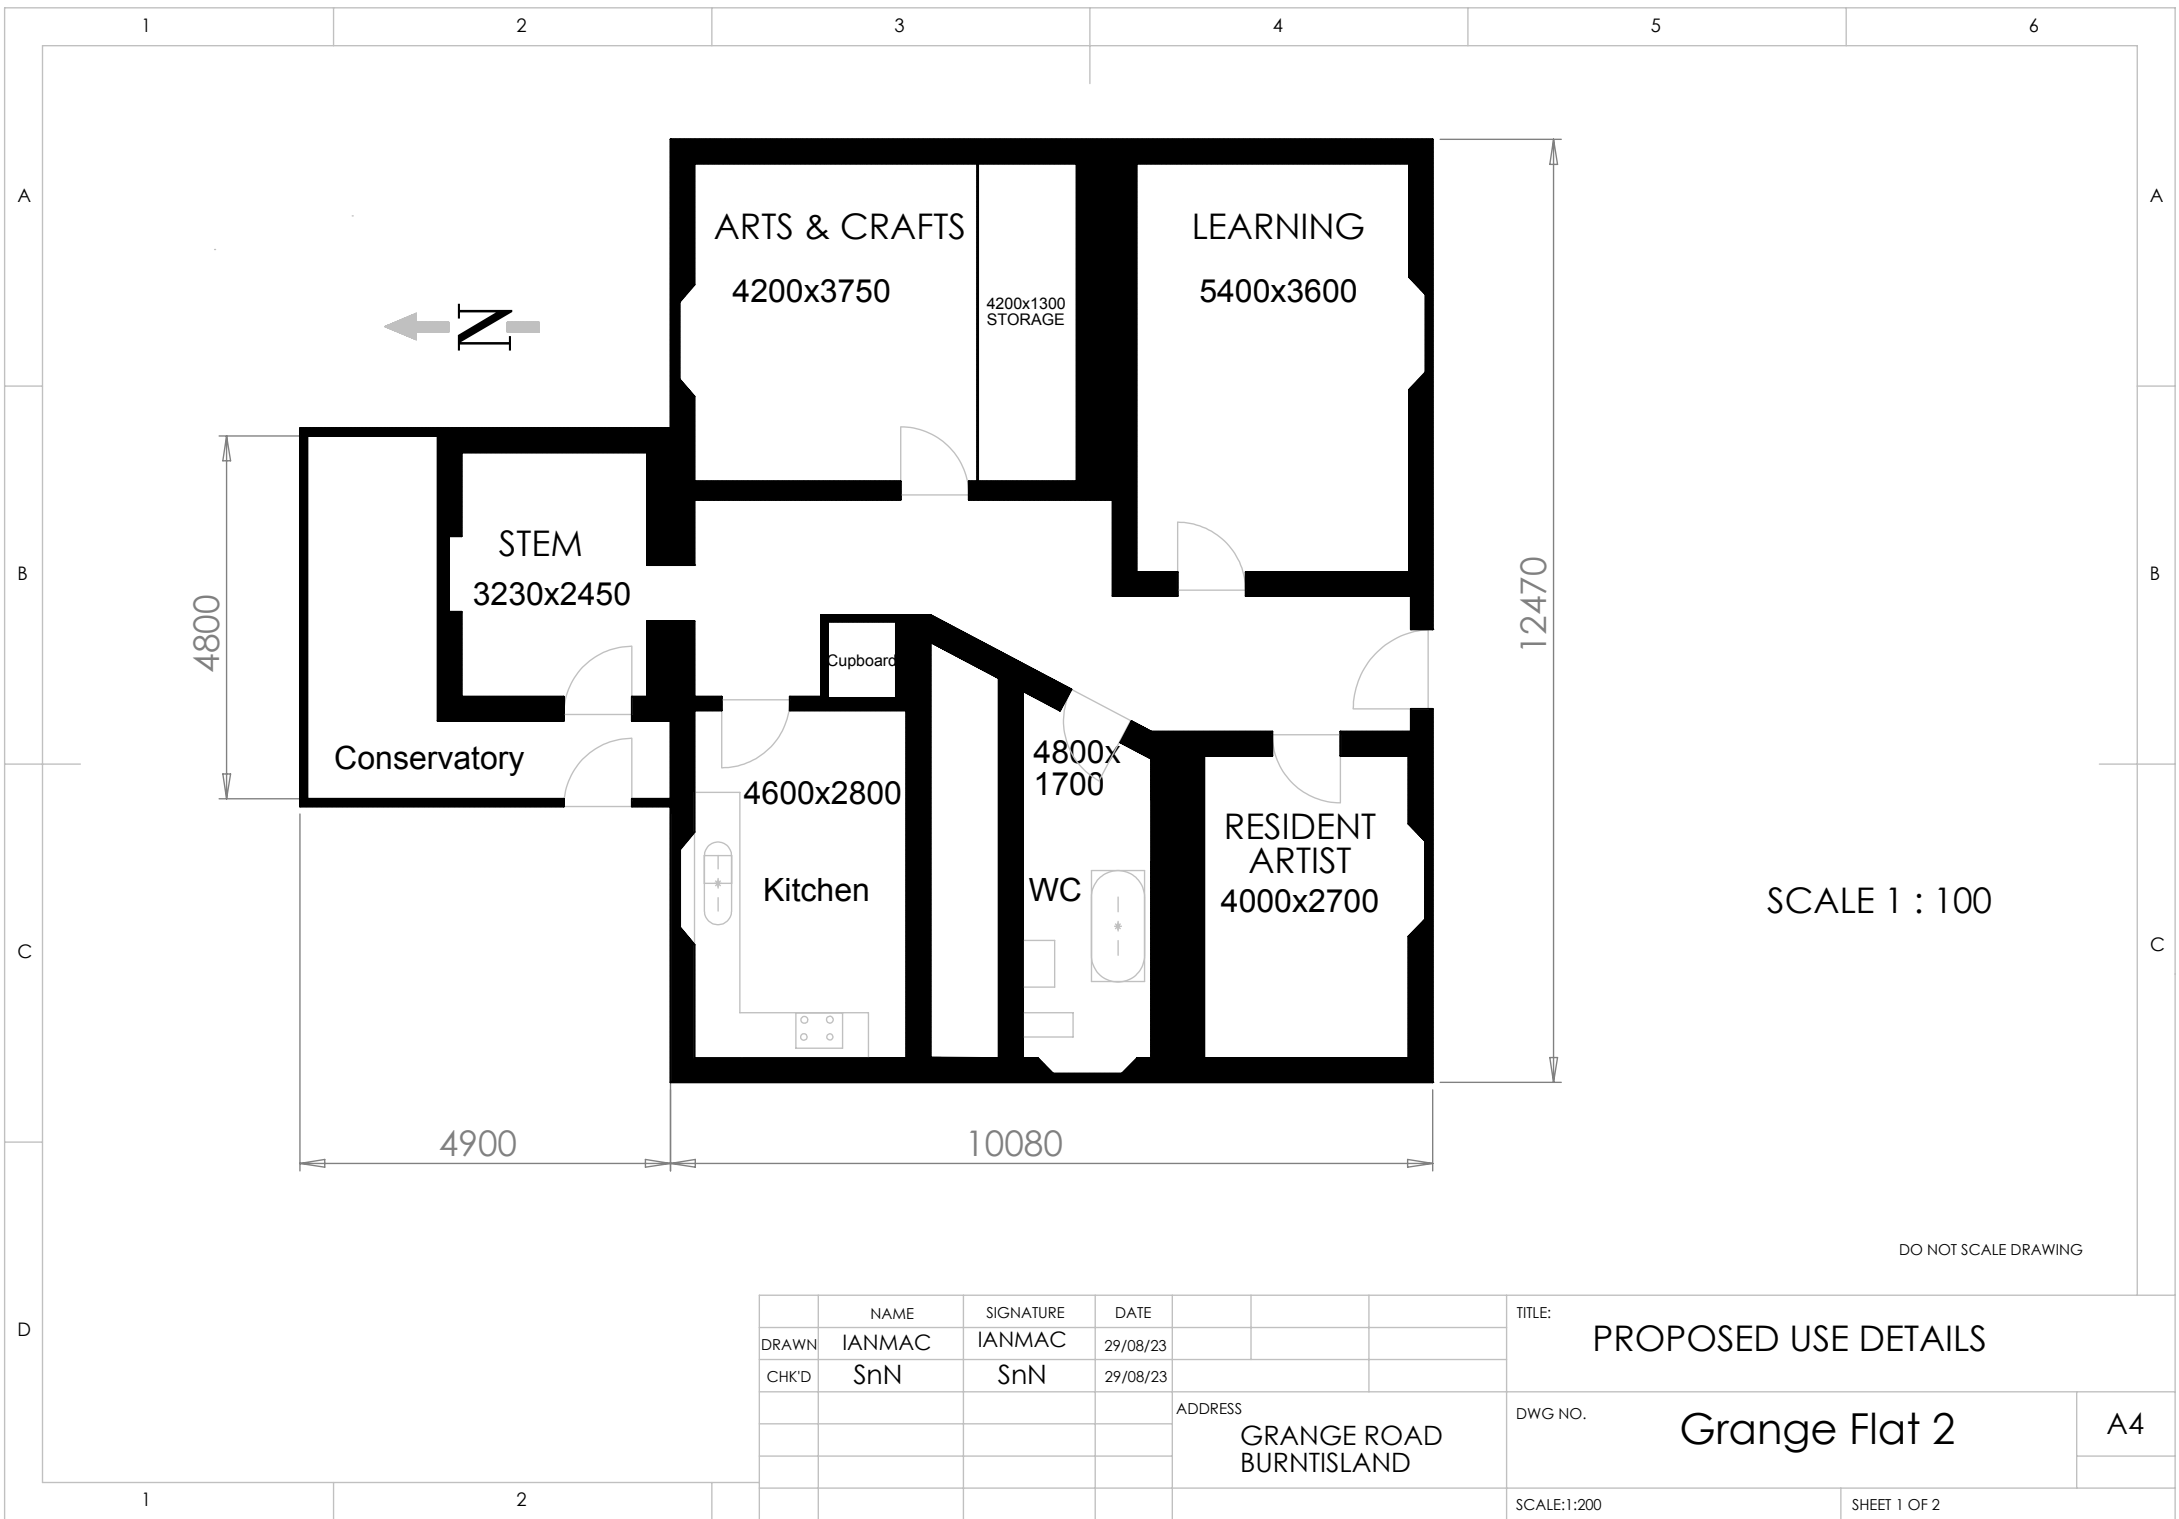 1 2 3 4 5 6
A A
ARTS & CRAFTS
4200x3750
4200x1300
STORAGE
LEARNING
5400x3600
N
B B
STEM
3230x2450
4800
12470
Cupboard
Conservatory
4600x2800
Kitchen
4800x
1700
WC
RESIDENT
ARTIST
4000x2700
SCALE 1 : 100
C C
4900
10080
DO NOT SCALE DRAWING
D
NAME SIGNATURE DATE
DRAWN IANMAC IANMAC 29/08/23
CHK'D SnN SnN 29/08/23
TITLE:
PROPOSED USE DETAILS
ADDRESS
GRANGE ROAD
BURNTISLAND
DWG NO.
Grange Flat 2
A4
SCALE:1:200
SHEET 1 OF 2
1 2